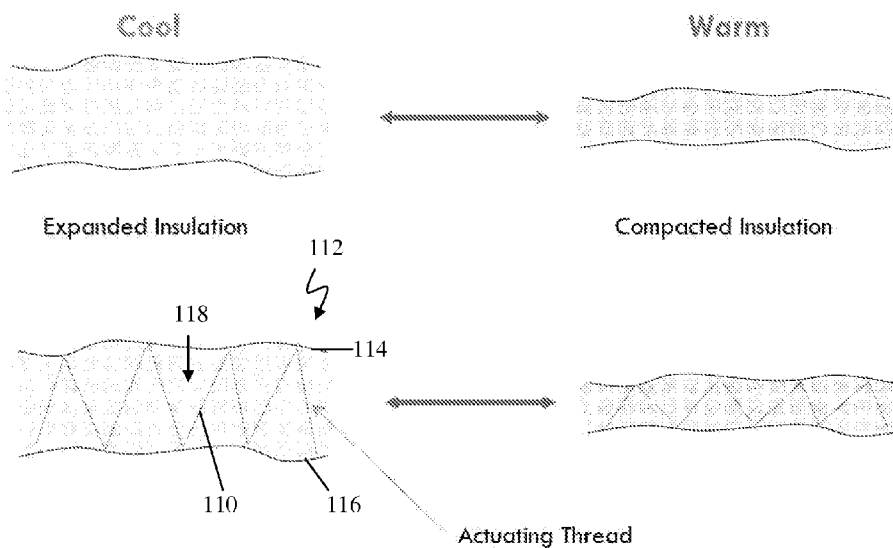 Cool
Warm
Expanded Insulation
Compacted Insulation
112
118
114
110
116
Actuating Thread